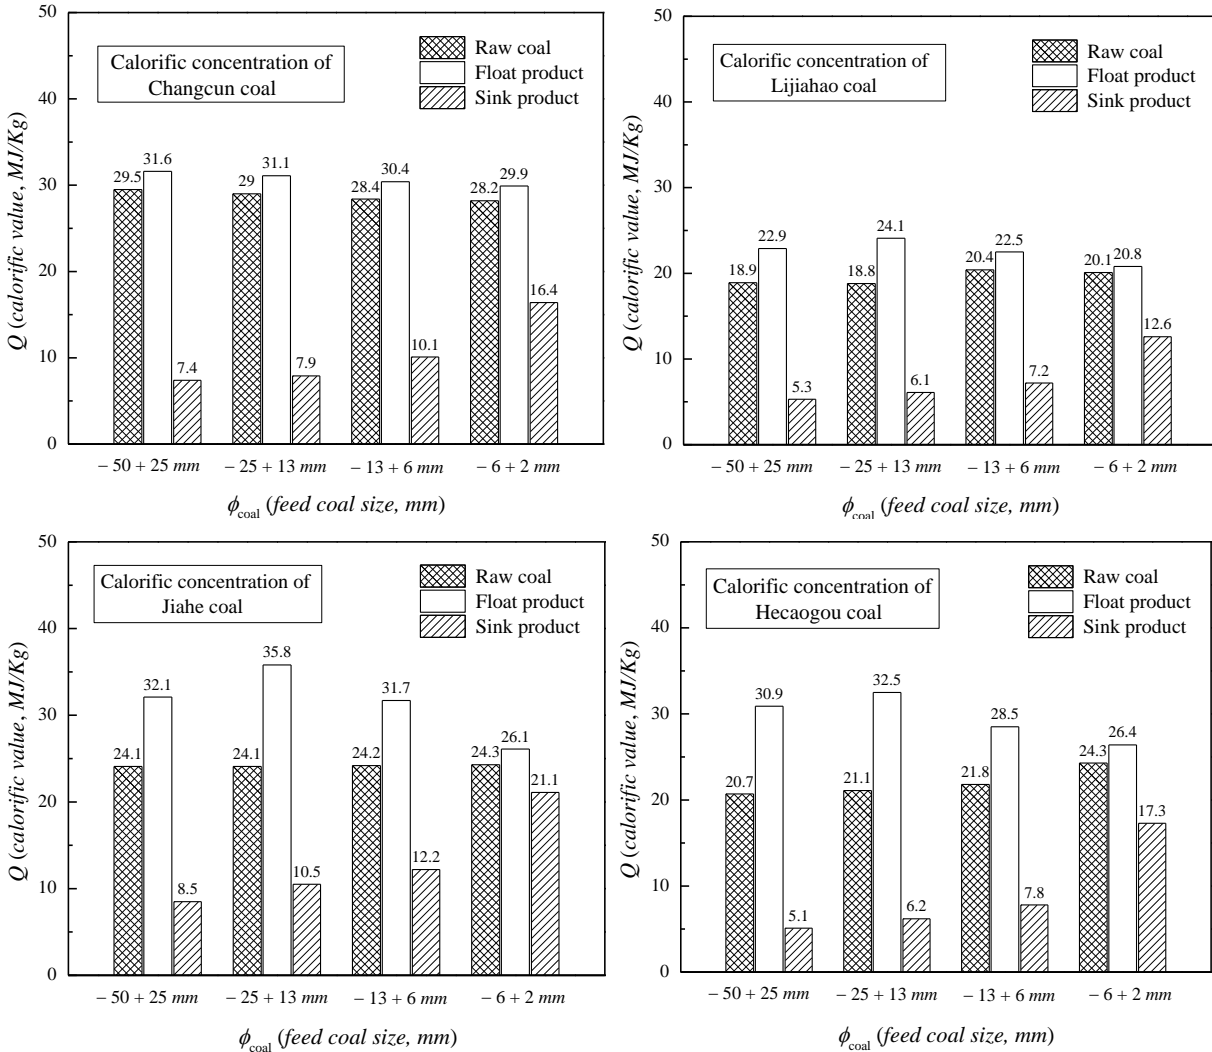 50
40
30
20
10
0
Q (calorific value, MJ/Kg)
Calorific concentration of
Changcun coal
Raw coal
Float product
Sink product
29.5
31.6
7.4
29
31.1
7.9
28.4
30.4
10.1
28.2
29.9
16.4
– 50 + 25 mm
– 25 + 13 mm
– 13 + 6 mm
– 6 + 2 mm
ϕcoal (feed coal size, mm)
50
40
30
20
10
0
Q (calorific value, MJ/Kg)
Calorific concentration of
Lijiahao coal
Raw coal
Float product
Sink product
18.9
22.9
5.3
18.8
24.1
6.1
20.4
22.5
7.2
20.1
20.8
12.6
– 50 + 25 mm
– 25 + 13 mm
– 13 + 6 mm
– 6 + 2 mm
ϕcoal (feed coal size, mm)
50
40
30
20
10
0
Q (calorific value, MJ/Kg)
Calorific concentration of
Jiahe coal
Raw coal
Float product
Sink product
24.1
32.1
8.5
24.1
35.8
10.5
24.2
31.7
12.2
24.3
26.1
21.1
– 50 + 25 mm
– 25 + 13 mm
– 13 + 6 mm
– 6 + 2 mm
ϕcoal (feed coal size, mm)
50
40
30
20
10
0
Q (calorific value, MJ/Kg)
Calorific concentration of
Hecaogou coal
Raw coal
Float product
Sink product
20.7
30.9
5.1
21.1
32.5
6.2
21.8
28.5
7.8
24.3
26.4
17.3
– 50 + 25 mm
– 25 + 13 mm
– 13 + 6 mm
– 6 + 2 mm
ϕcoal (feed coal size, mm)